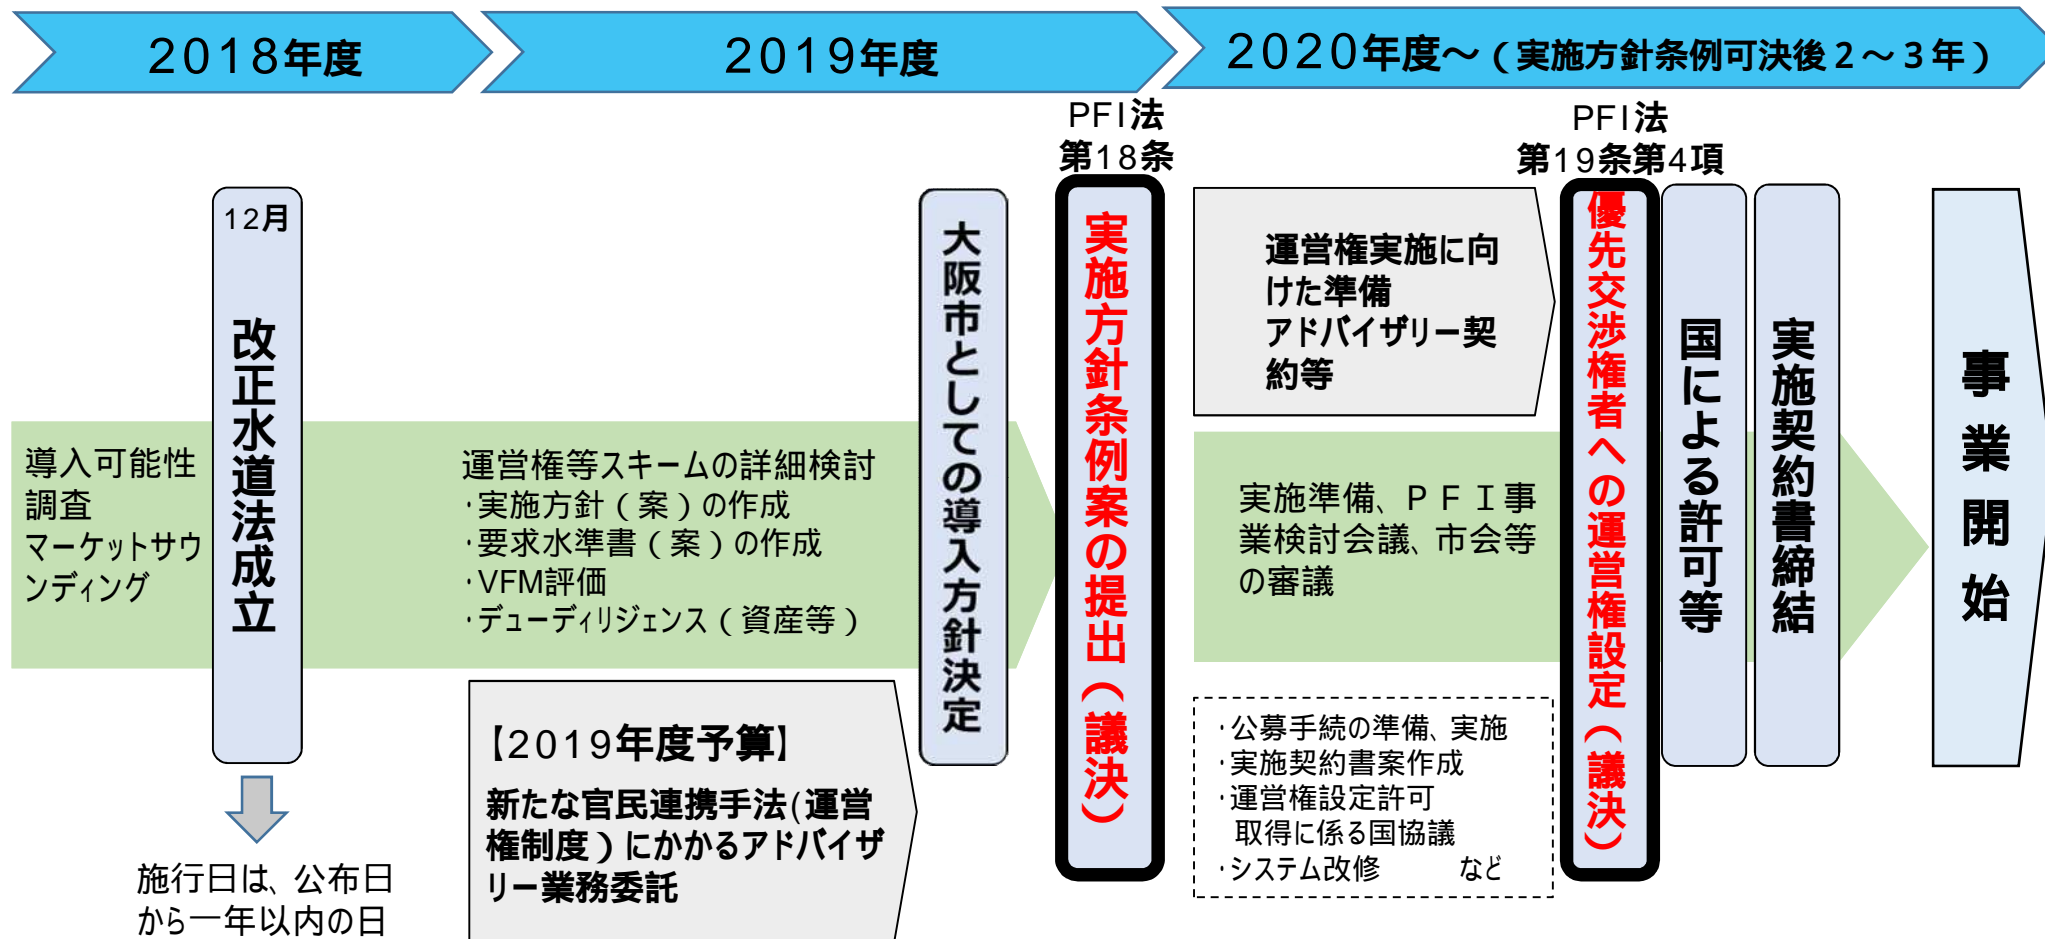 2018年度
2019年度
2020年度～（実施方針条例可決後２～３年）
PFI法
第18条
PFI法
第19条第4項
12月
改正水道法成立
大阪市としての導入方針決定
実施方針条例案の提出（議決）
運営権実施に向
けた準備
アドバイザリー契
約等
優先交渉権者への運営権設定（議決）
国による許可等
実施契約書締結
事業開始
導入可能性
調査
マーケットサウ
ンディング
運営権等スキームの詳細検討
・実施方針（案）の作成
・要求水準書（案）の作成
・VFM評価
・デューディリジェンス（資産等）
実施準備、ＰＦＩ事
業検討会議、市会等
の審議
【2019年度予算】
新たな官民連携手法(運営
権制度）にかかるアドバイザ
リー業務委託
・公募手続の準備、実施
・実施契約書案作成
・運営権設定許可
取得に係る国協議
・システム改修　　など
施行日は、公布日
から一年以内の日